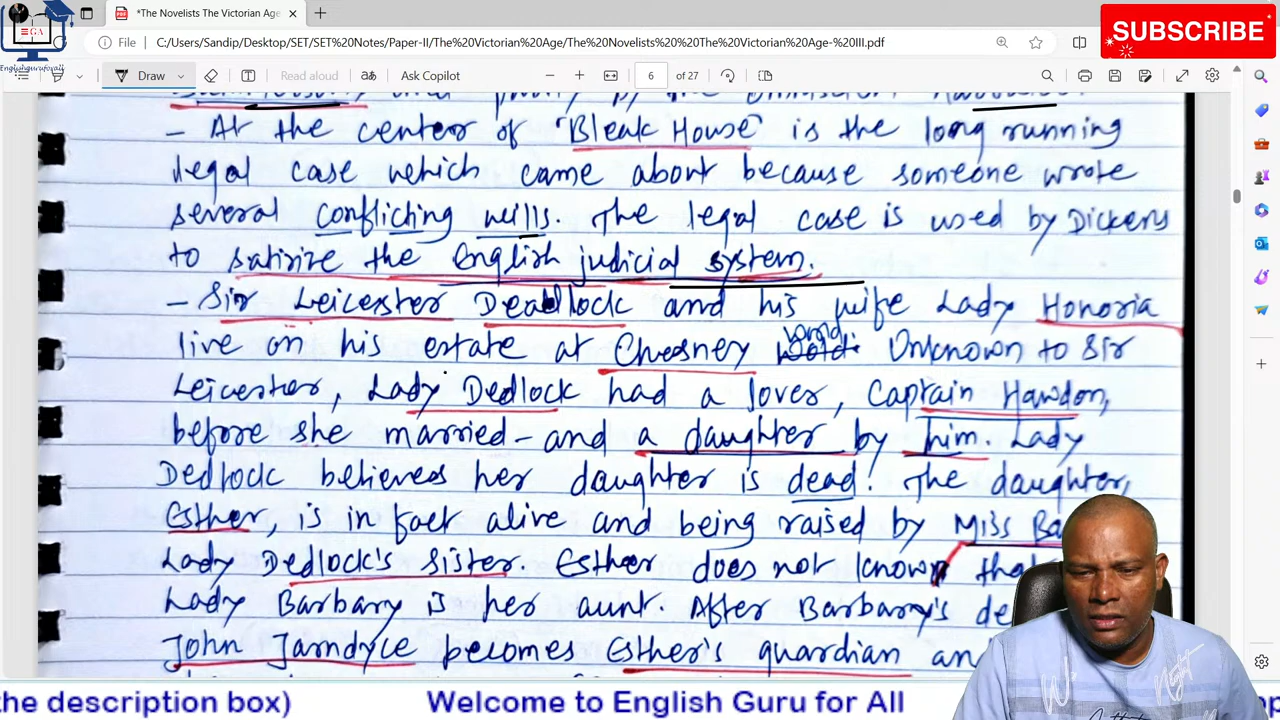 *The Novelists The Victorian Age
File C:/Users/Sandip/Desktop/SET/SET%20Notes/Paper-II/The%20Victorian%20Age/The%20Novelists%20%20The%20Victorian%20Age-%20III.pdf
SUBSCRIBE
EGA
Englishguruforall
Draw Read aloud Ask Copilot 6 of 27
- At the center of "Bleak House" is the long running
legal case which came about because someone wrote
several conflicting wills. The legal case is used by Dickens
to satirize the English judicial system.
- Sir Leicester Deadlock and his wife Lady Honoria
live on his estate at Chesney Unknown to Sir
Leicester, Lady Dedlock had a lover, Captain Hawdon,
before she married - and a daughter by him. Lady
Dedlock believes her daughter is dead. The daughter,
Esther, is in fact alive and being raised by Miss
Lady Dedlock's Sister. Esther does not known
Lady Barbary is her aunt. After Barbary's
John Jarndyce becomes Esther's guardian
the description box) Welcome to English Guru for All